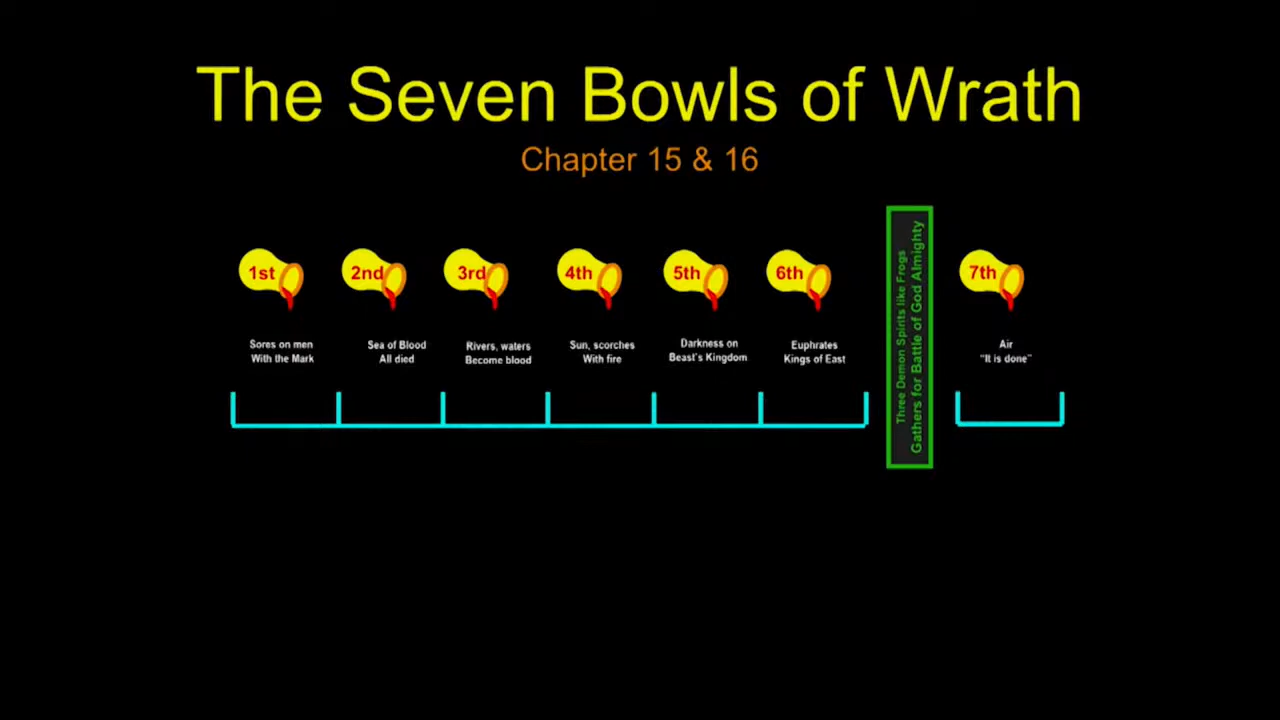 The Seven Bowls of Wrath
Chapter 15 & 16
1st
Sores on men
With the Mark
2nd
Sea of Blood
All died
3rd
Rivers, waters
Become blood
4th
Sun, scorches
With fire
5th
Darkness on
Beast's Kingdom
6th
Euphrates
Kings of East
Three Demon Spirits like Frogs
Gathers for Battle of God Almighty
7th
Air
"It is done"